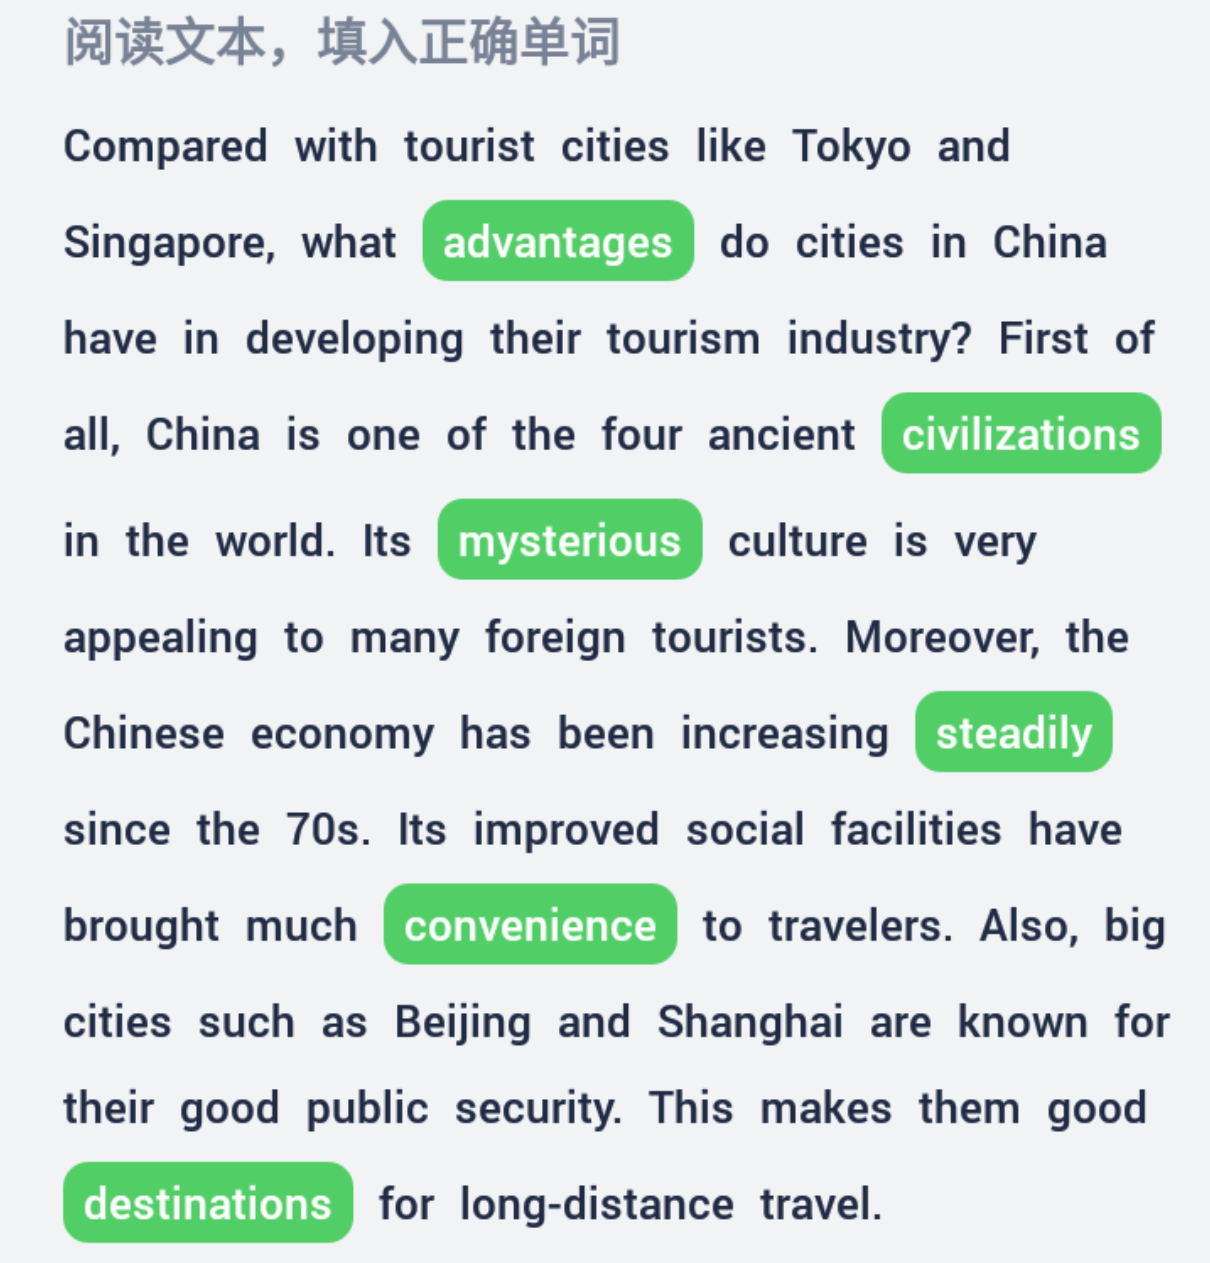 阅读文本，填入正确单词
Compared with tourist cities like Tokyo and
Singapore, what advantages do cities in China
have in developing their tourism industry? First of
all, China is one of the four ancient civilizations
in the world. Its mysterious culture is very
appealing to many foreign tourists. Moreover, the
Chinese economy has been increasing steadily
since the 70s. Its improved social facilities have
brought much convenience to travelers. Also, big
cities such as Beijing and Shanghai are known for
their good public security. This makes them good
destinations for long-distance travel.